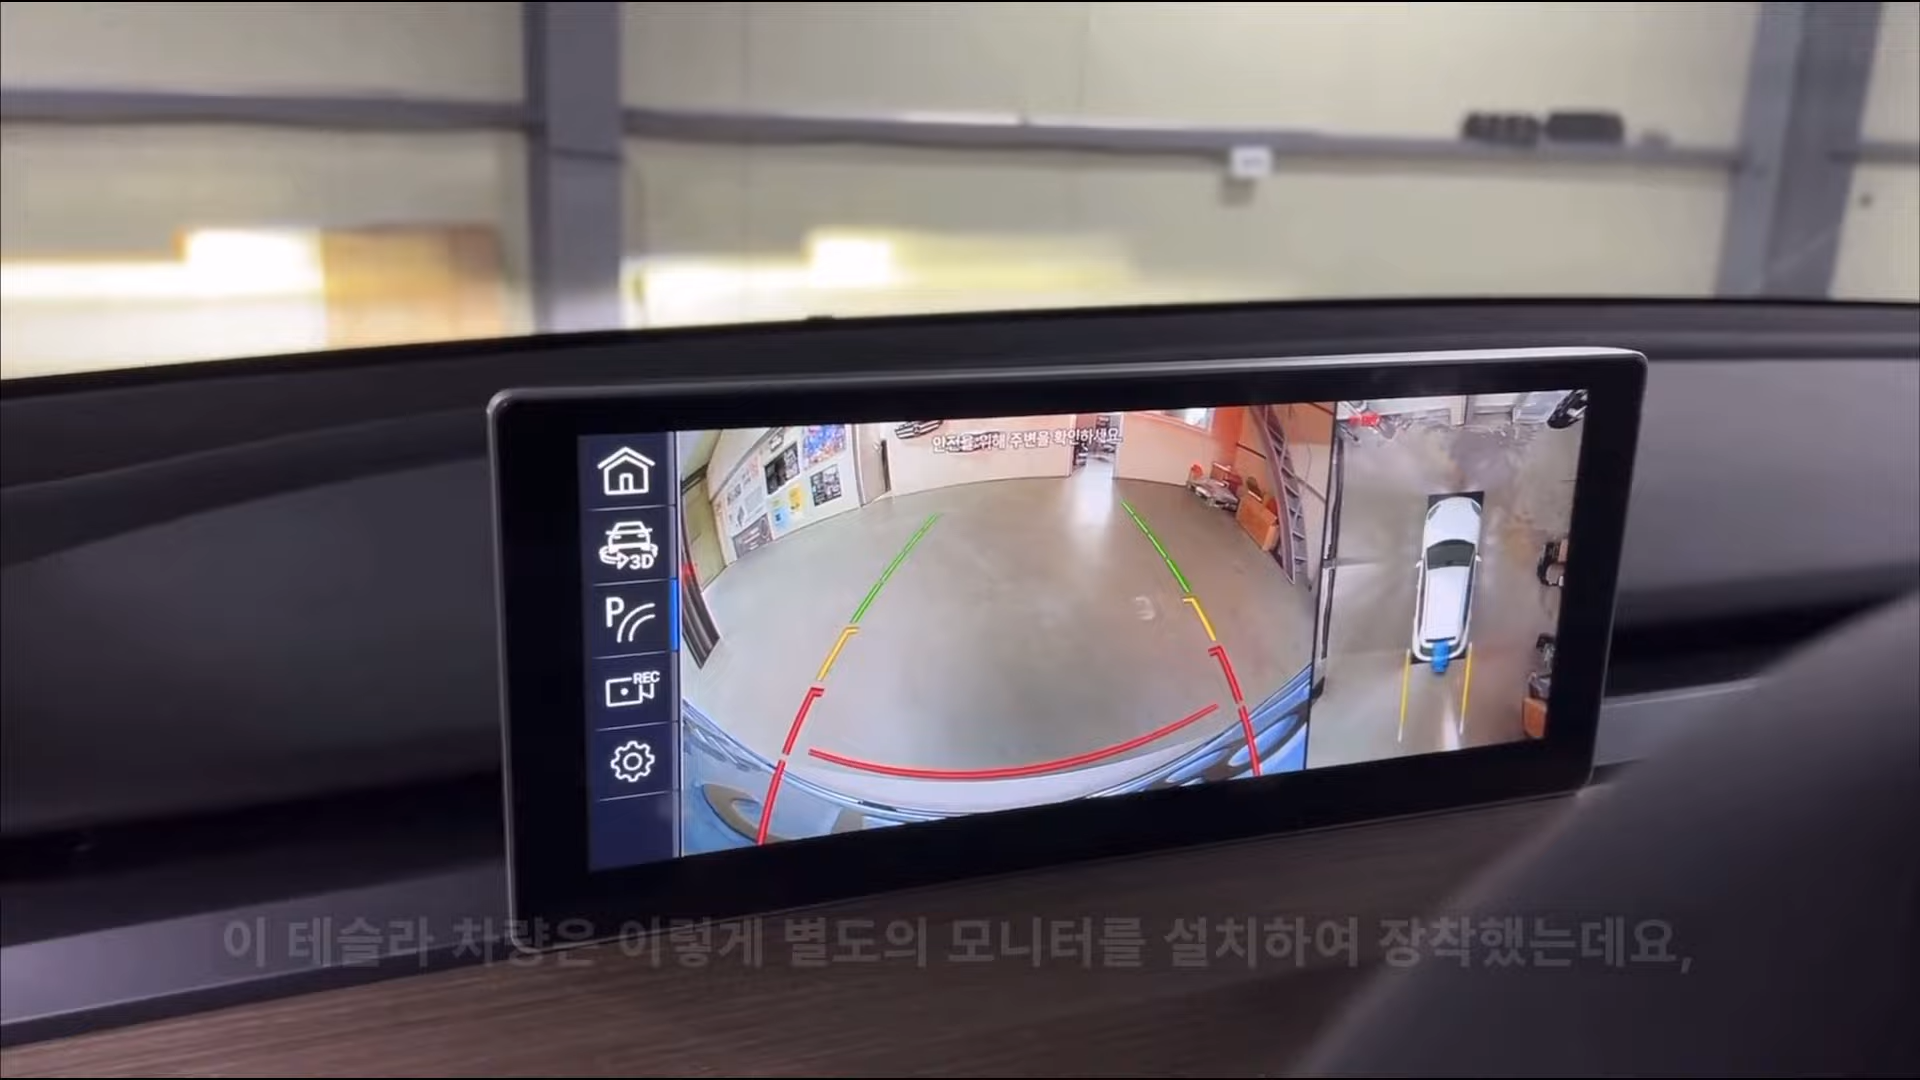 안전을 위해 주변을 확인하세요.
3D
P
REC
이 테슬라 차량은 이렇게 별도의 모니터를 설치하여 장착했는데요,